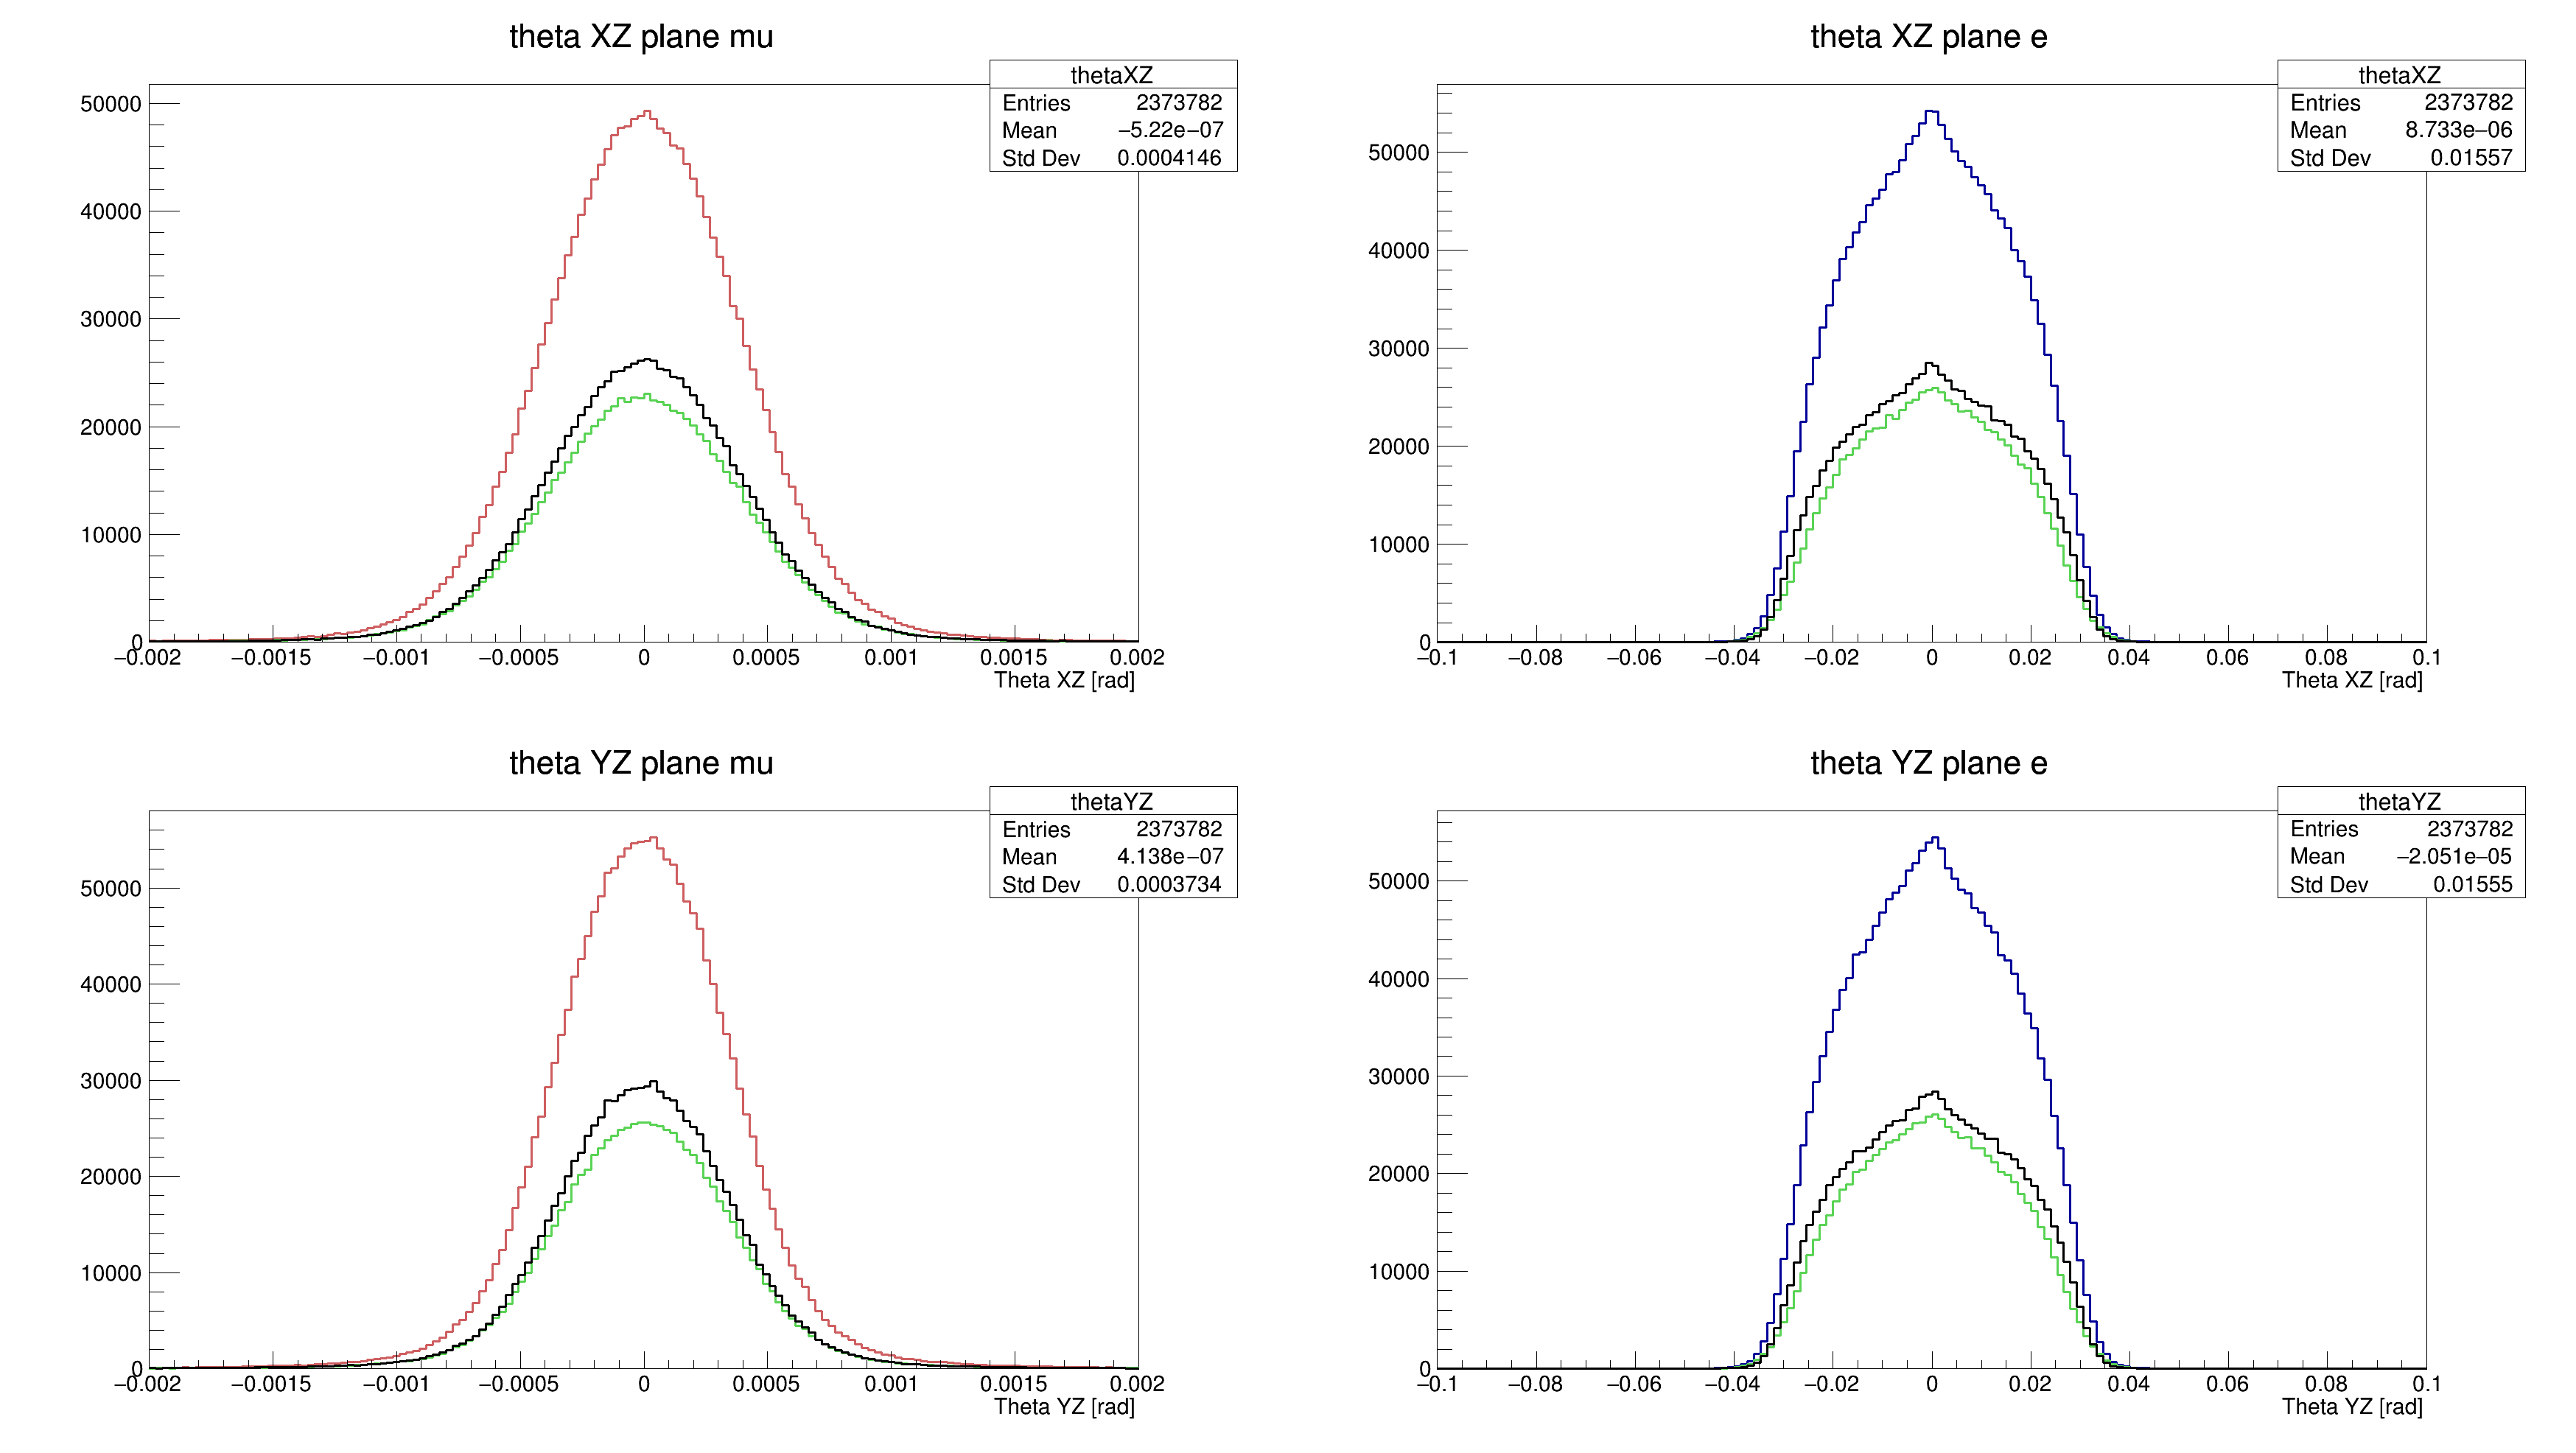 theta XZ plane mu
thetaXZ
Entries 2373782
Mean −5.22e−07
Std Dev 0.0004146
50000
40000
30000
20000
10000
0
−0.002 −0.0015 −0.001 −0.0005 0 0.0005 0.001 0.0015 0.002
Theta XZ [rad]
theta XZ plane e
thetaXZ
Entries 2373782
Mean 8.733e−06
Std Dev 0.01557
50000
40000
30000
20000
10000
0
−0.1 −0.08 −0.06 −0.04 −0.02 0 0.02 0.04 0.06 0.08 0.1
Theta XZ [rad]
theta YZ plane mu
thetaYZ
Entries 2373782
Mean 4.138e−07
Std Dev 0.0003734
50000
40000
30000
20000
10000
0
−0.002 −0.0015 −0.001 −0.0005 0 0.0005 0.001 0.0015 0.002
Theta YZ [rad]
theta YZ plane e
thetaYZ
Entries 2373782
Mean −2.051e−05
Std Dev 0.01555
50000
40000
30000
20000
10000
0
−0.1 −0.08 −0.06 −0.04 −0.02 0 0.02 0.04 0.06 0.08 0.1
Theta YZ [rad]